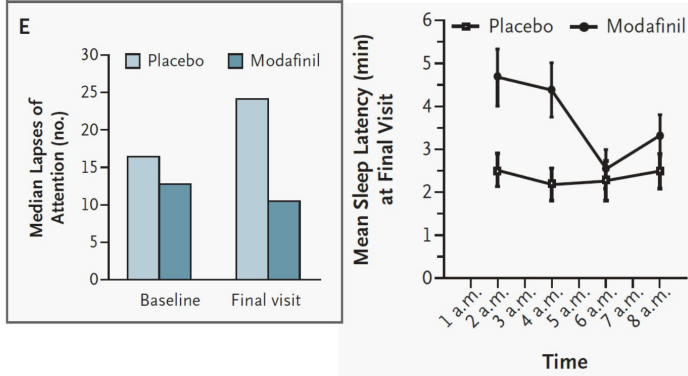 E
Placebo Modafinil
Median Lapses of
Attention (no.)
30
25
20
15
10
5
0
Baseline Final visit
Placebo Modafinil
Mean Sleep Latency (min)
at Final Visit
6
5
4
3
2
1
0
1 a.m. 2 a.m. 3 a.m. 4 a.m. 5 a.m. 6 a.m. 7 a.m. 8 a.m.
Time